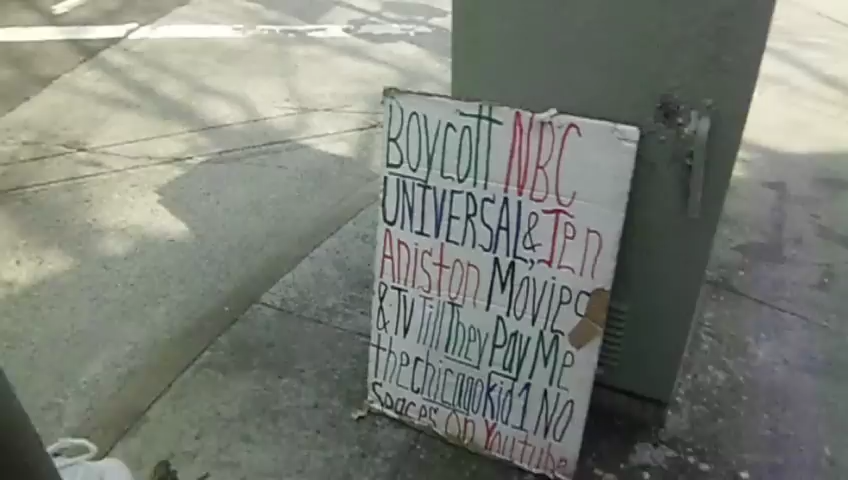 Boycott NBC
UNIVERSAL, & Jen
Aniston Movies
& TV Till They Pay Me
thechicagokid1 No
Spaces On Youtube